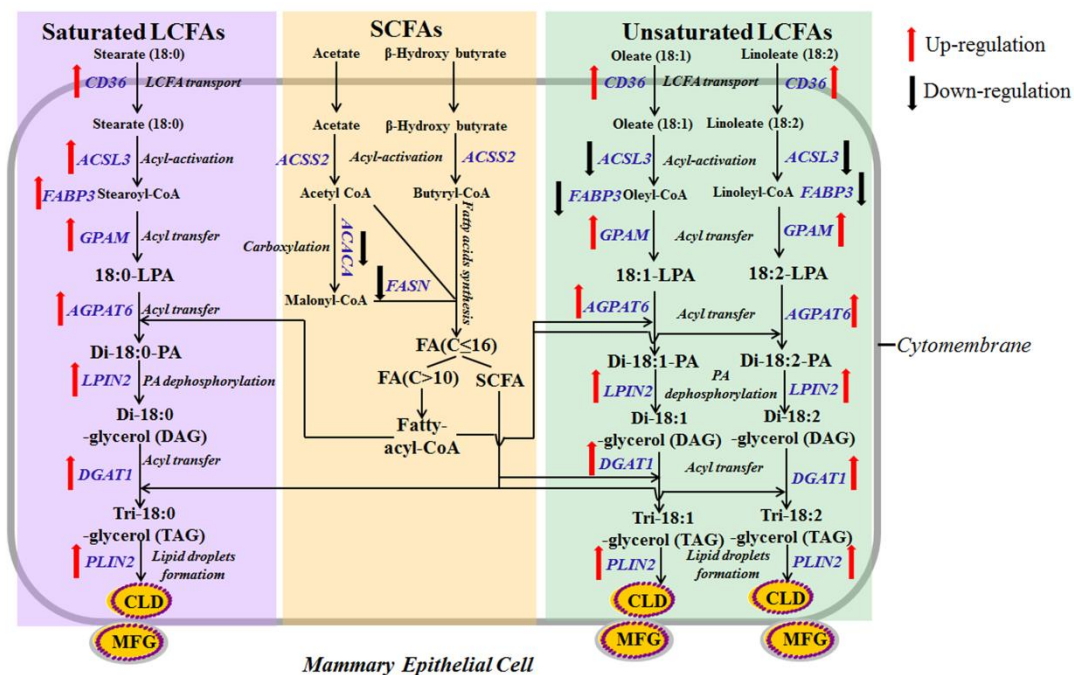 Saturated LCFAs
Stearate (18:0)
CD36
LCFA transport
Stearate (18:0)
ACSL3
Acyl-activation
FABP3
Stearoyl-CoA
GPAM
Acyl transfer
18:0-LPA
AGPAT6
Acyl transfer
Di-18:0-PA
LPIN2
PA dephosphorylation
Di-18:0
-glycerol (DAG)
Acyl transfer
DGAT1
Tri-18:0
-glycerol (TAG)
PLIN2
Lipid droplets
formatiom
CLD
MFG
SCFAs
Acetate
β-Hydroxy butyrate
Acetate
β-Hydroxy butyrate
ACSS2
Acyl-activation
ACSS2
Acetyl CoA
Butyryl-CoA
Carboxylation
ACACA
Fatty acids synthesis
Malonyl-CoA
FASN
FA(C≤16)
FA(C>10)
SCFA
Fatty-
acyl-CoA
Unsaturated LCFAs
Oleate (18:1)
Linoleate (18:2)
CD36
LCFA transport
CD36
Oleate (18:1)
Linoleate (18:2)
ACSL3
Acyl-activation
ACSL3
FABP3
Oleyl-CoA
Linoleyl-CoA
FABP3
GPAM
Acyl transfer
GPAM
18:1-LPA
18:2-LPA
AGPAT6
Acyl transfer
AGPAT6
Di-18:1-PA
Di-18:2-PA
LPIN2
PA
dephosphorylation
LPIN2
Di-18:1
-glycerol (DAG)
Di-18:2
-glycerol (DAG)
DGAT1
Acyl transfer
DGAT1
Tri-18:1
-glycerol (TAG)
Tri-18:2
-glycerol (TAG)
PLIN2
Lipid droplets
formatiom
PLIN2
CLD
CLD
MFG
MFG
Up-regulation
Down-regulation
Cytomembrane
Mammary Epithelial Cell